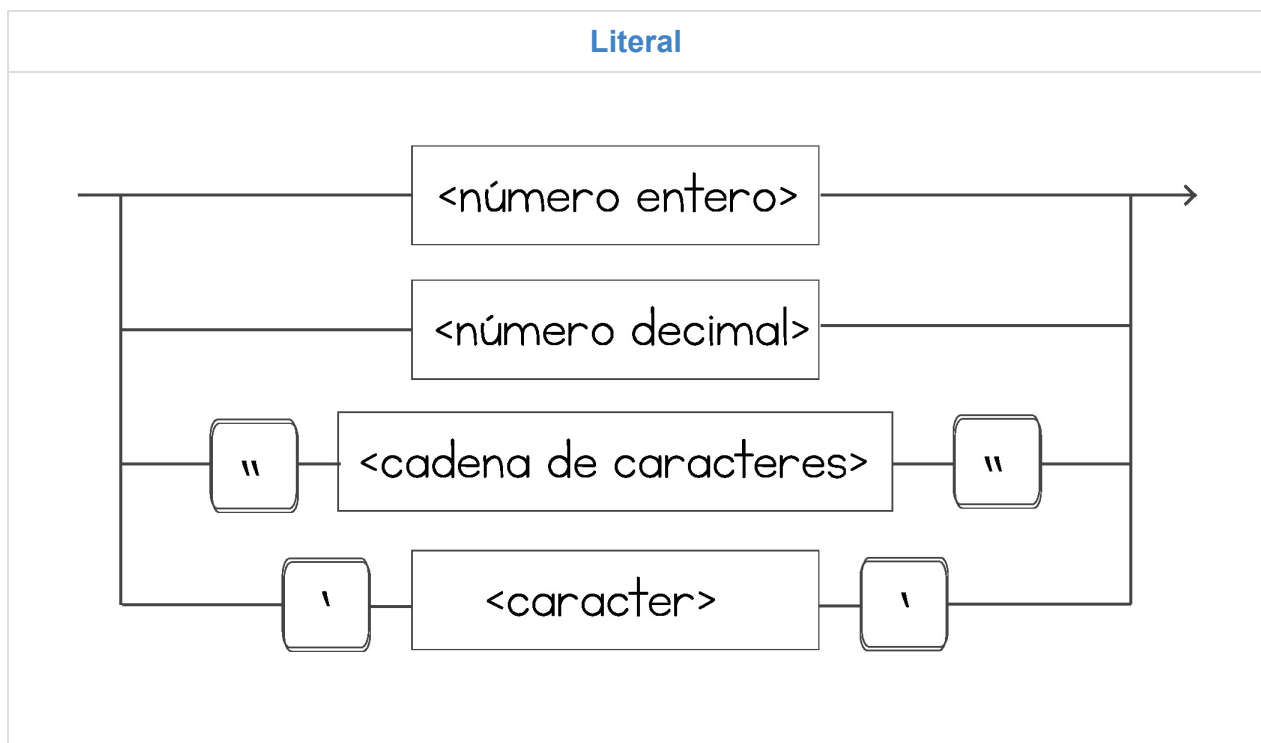 Literal
<número entero>
<número decimal>
" <cadena de caracteres> "
' <caracter> '